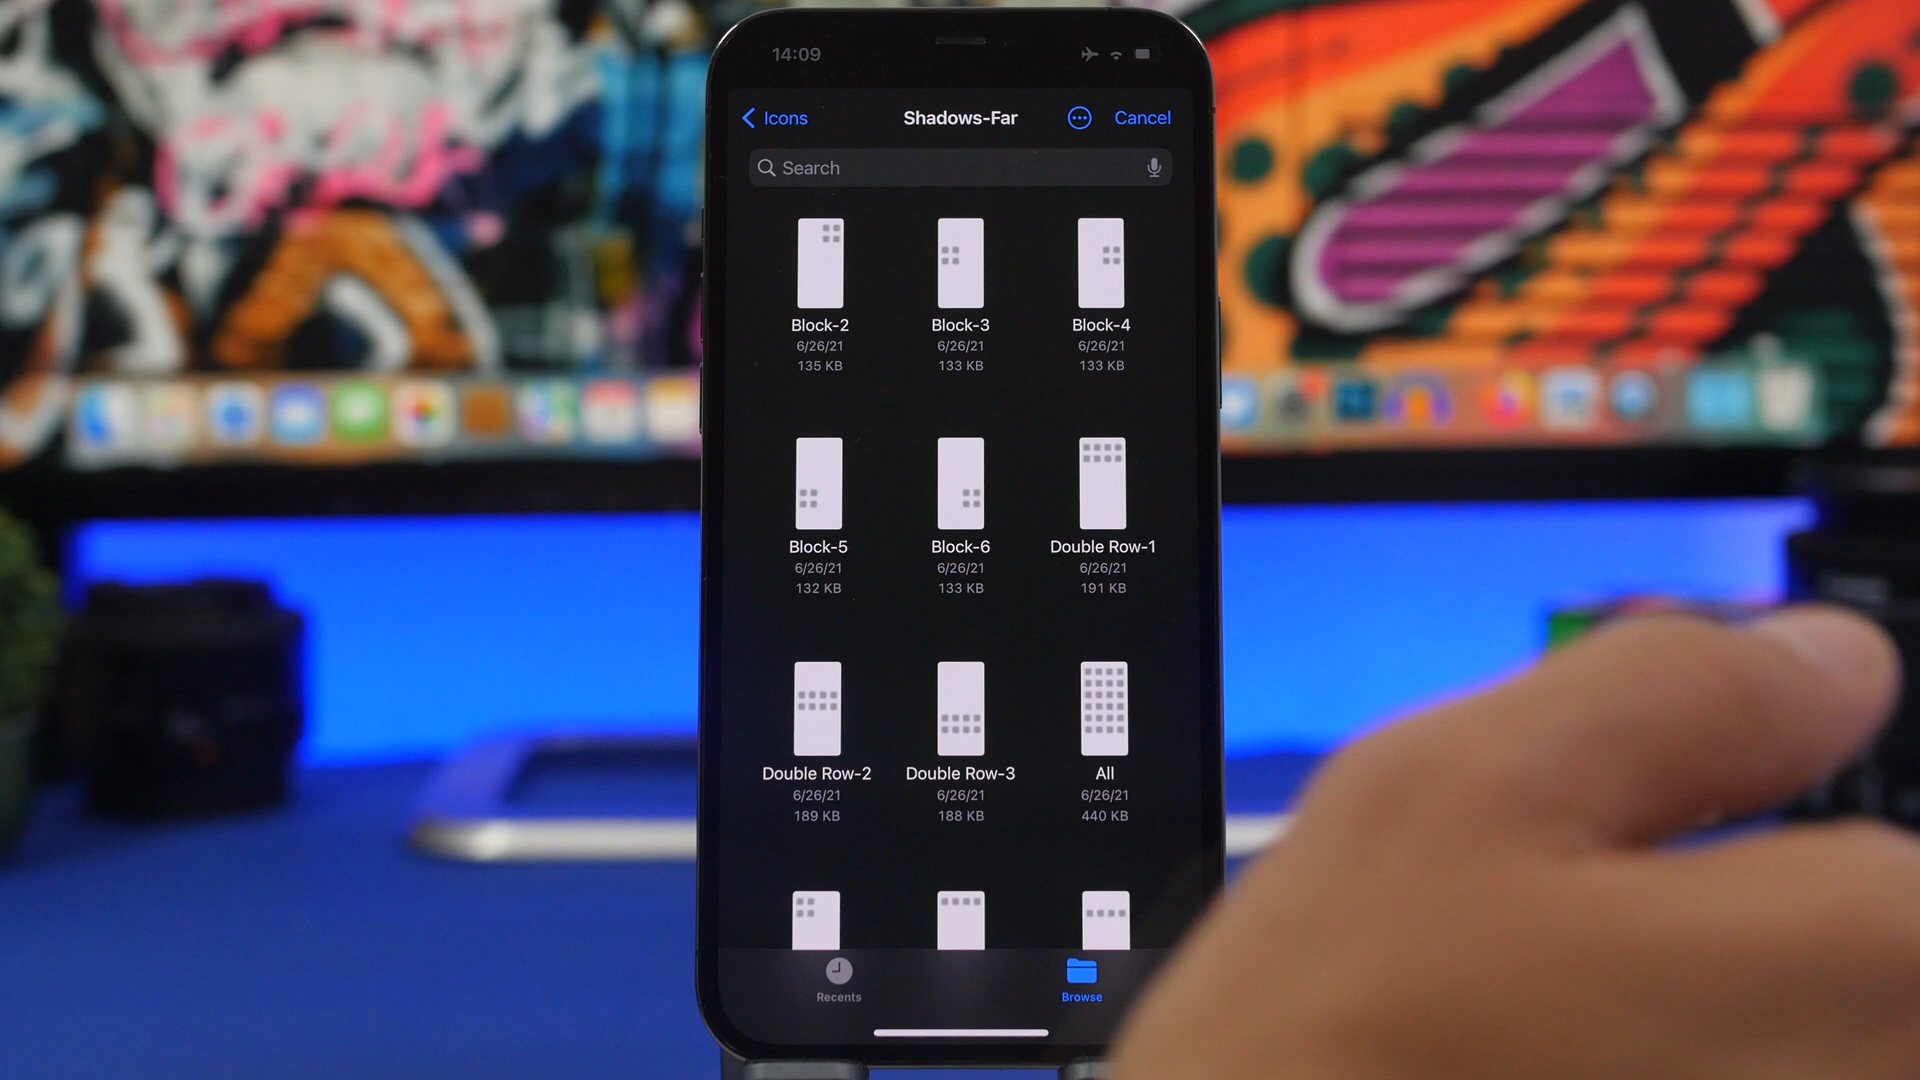 14:09
Icons
Shadows-Far
Cancel
Search
Block-2
6/26/21
135 KB
Block-3
6/26/21
133 KB
Block-4
6/26/21
133 KB
Block-5
6/26/21
132 KB
Block-6
6/26/21
133 KB
Double Row-1
6/26/21
191 KB
Double Row-2
6/26/21
189 KB
Double Row-3
6/26/21
188 KB
All
6/26/21
440 KB
Recents
Browse